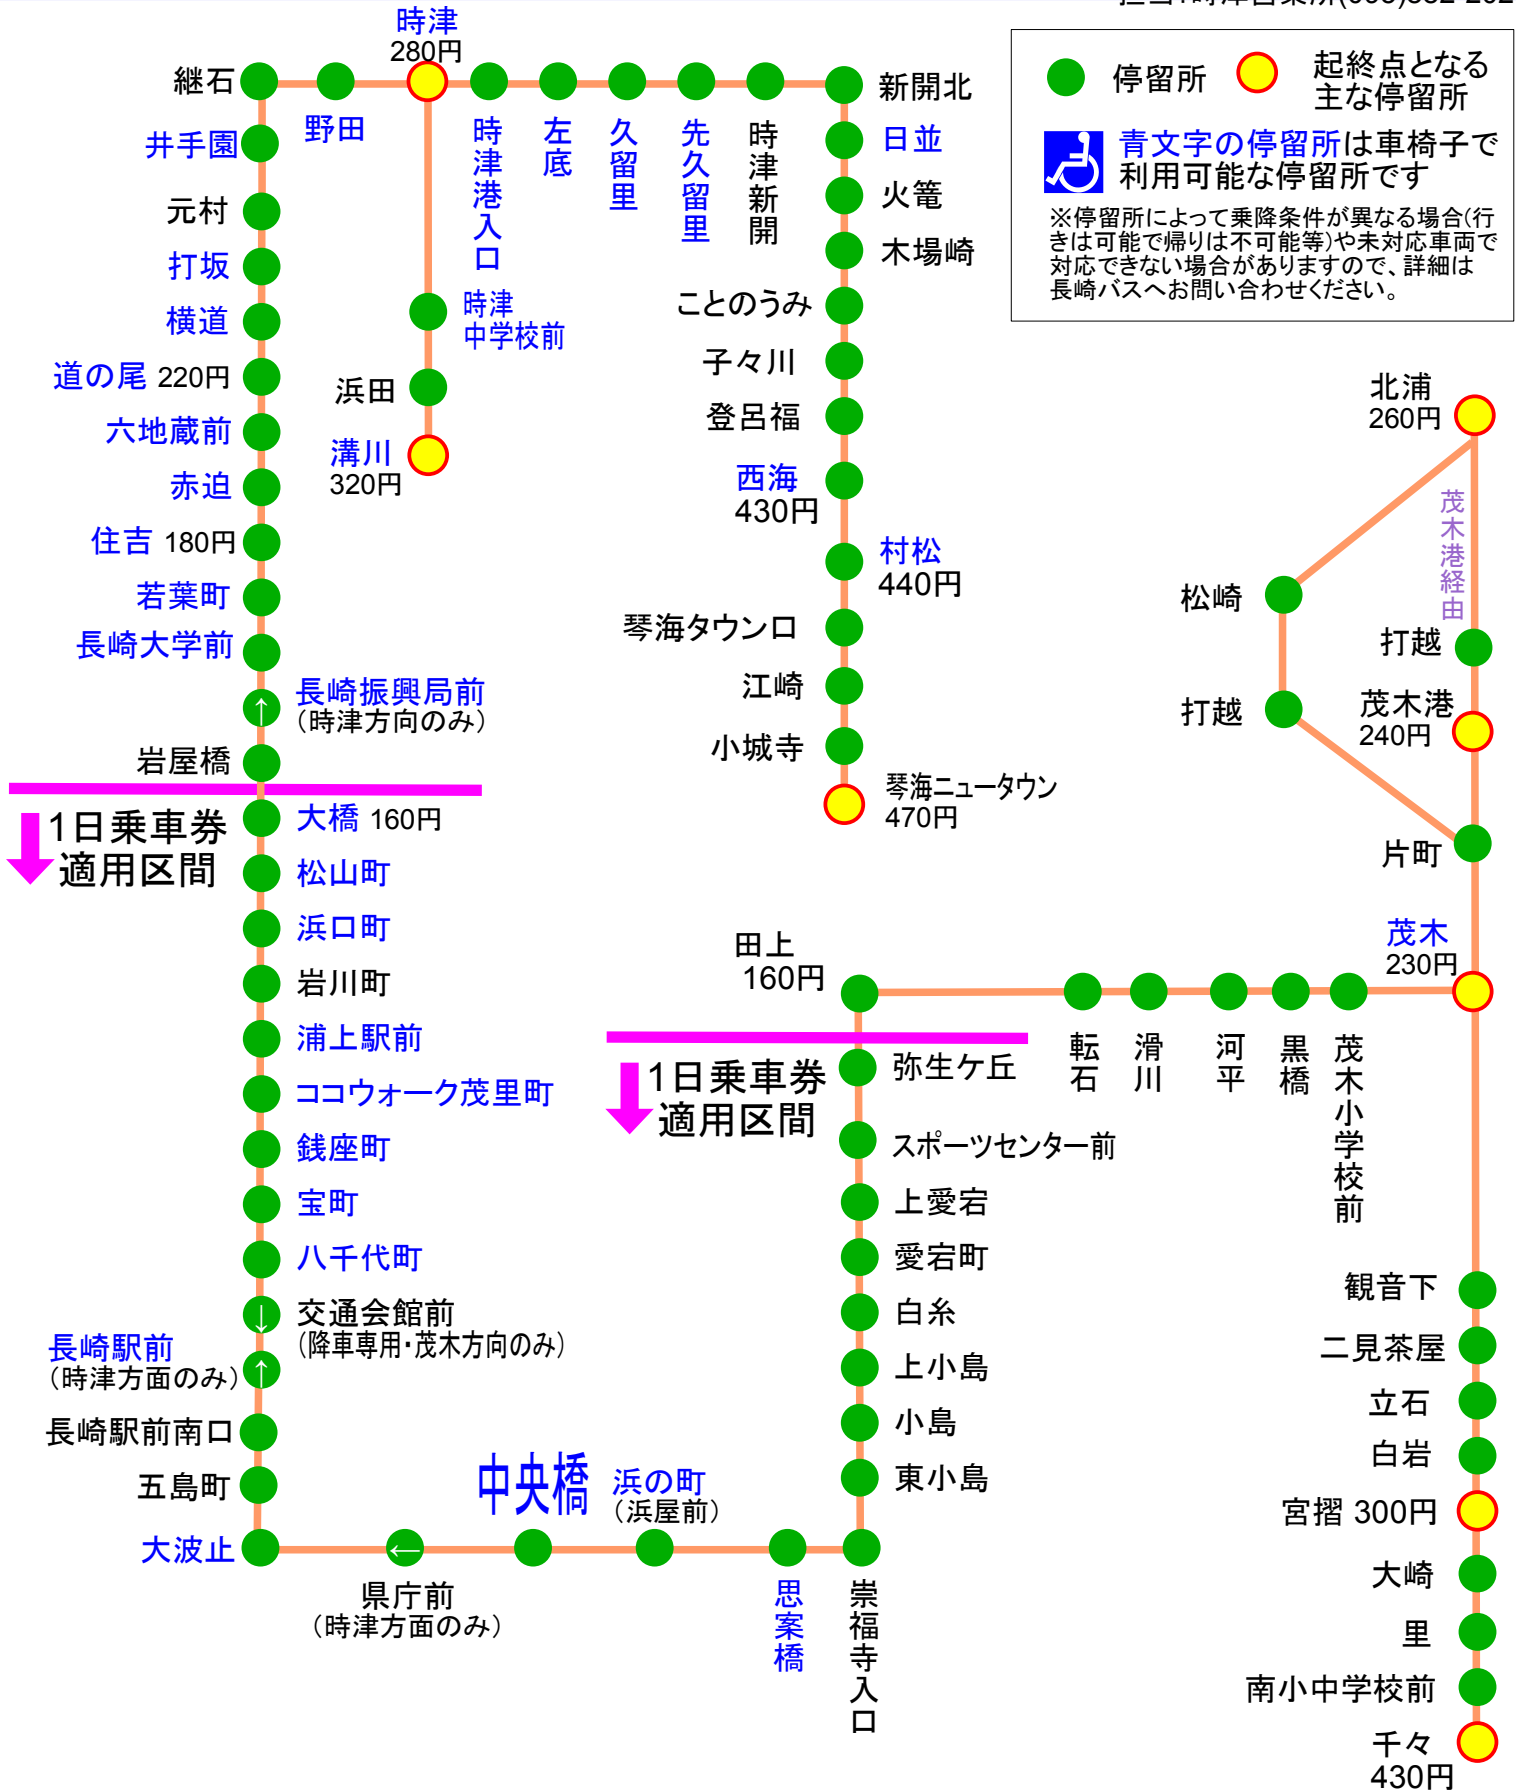 時津
280円
継石
野田
時津港入口
左底
久留里
先久留里
時津新開
新開北
停留所
起終点となる
主な停留所
青文字の停留所は車椅子で
利用可能な停留所です
※停留所によって乗降条件が異なる場合(行
きは可能で帰りは不可能等)や未対応車両で
対応できない場合がありますので、詳細は
長崎バスへお問い合わせください。
井手園
元村
打坂
横道
道の尾 220円
六地蔵前
赤迫
住吉 180円
若葉町
長崎大学前
長崎振興局前
(時津方向のみ)
岩屋橋
時津
中学校前
浜田
溝川
320円
日並
火篭
木場崎
ことのうみ
子々川
登呂福
西海
430円
村松
440円
琴海タウン口
江崎
小城寺
琴海ニュータウン
470円
北浦
260円
茂木港経由
松崎
打越
打越
茂木港
240円
片町
茂木
230円
1日乗車券
適用区間
大橋 160円
松山町
浜口町
岩川町
浦上駅前
ココウォーク茂里町
銭座町
宝町
八千代町
交通会館前
(降車専用・茂木方向のみ)
長崎駅前
(時津方面のみ)
長崎駅前南口
五島町
大波止
県庁前
(時津方面のみ)
中央橋
浜の町
(浜屋前)
思案橋
崇福寺入口
田上
160円
1日乗車券
適用区間
弥生ケ丘
スポーツセンター前
上愛宕
愛宕町
白糸
上小島
小島
東小島
転石
滑川
河平
黒橋
茂木小学校前
観音下
二見茶屋
立石
白岩
宮摺 300円
大崎
里
南小中学校前
千々
430円